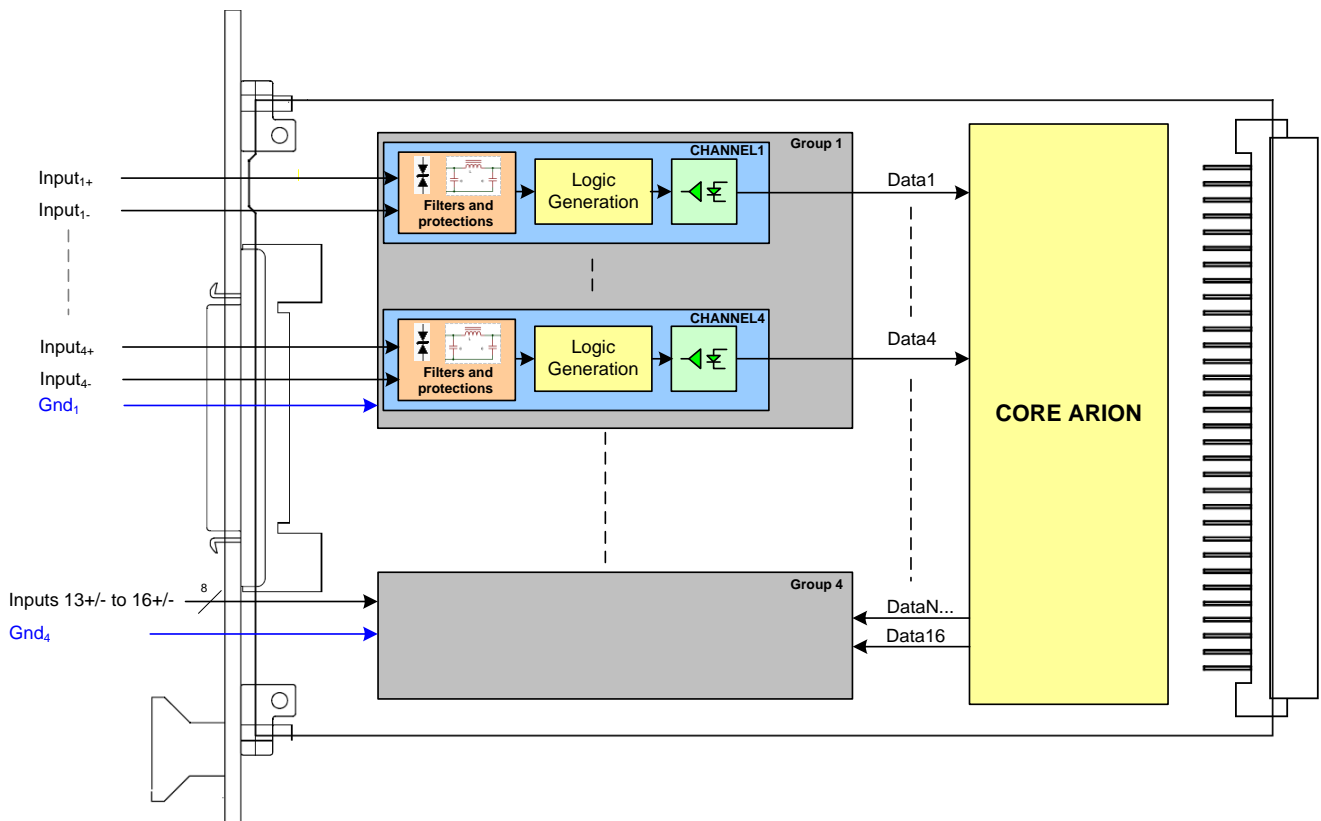 Group 1
CHANNEL1
Input1+
Input1-
Filters and
protections
Logic
Generation
Data1
CHANNEL4
Input4+
Input4-
Gnd1
Filters and
protections
Logic
Generation
Data4
CORE ARION
Group 4
8
Inputs 13+/- to 16+/-
Gnd4
DataN...
Data16